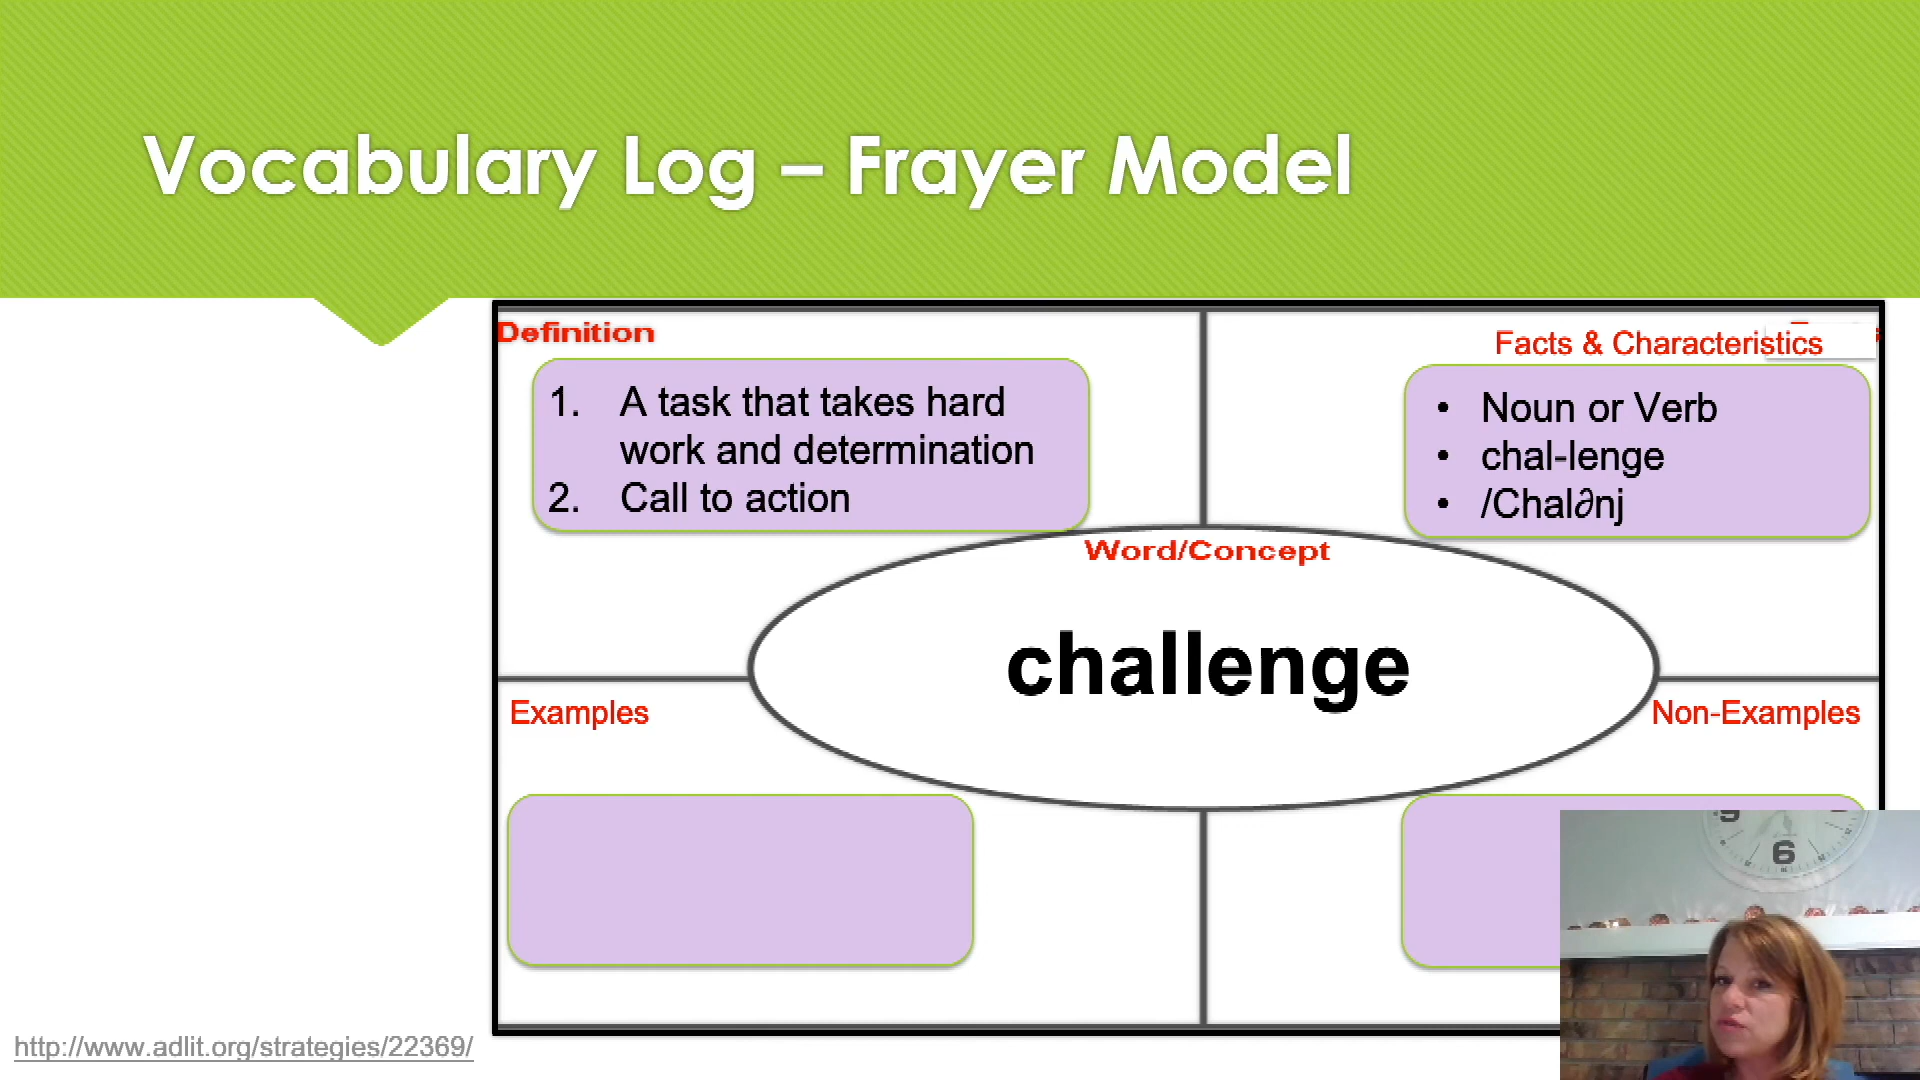 Vocabulary Log – Frayer Model
Definition
1. A task that takes hard
work and determination
2. Call to action
Facts & Characteristics
• Noun or Verb
• chal-lenge
• /Chal∂nj
Word/Concept
challenge
Examples
Non-Examples
http://www.adlit.org/strategies/22369/
6